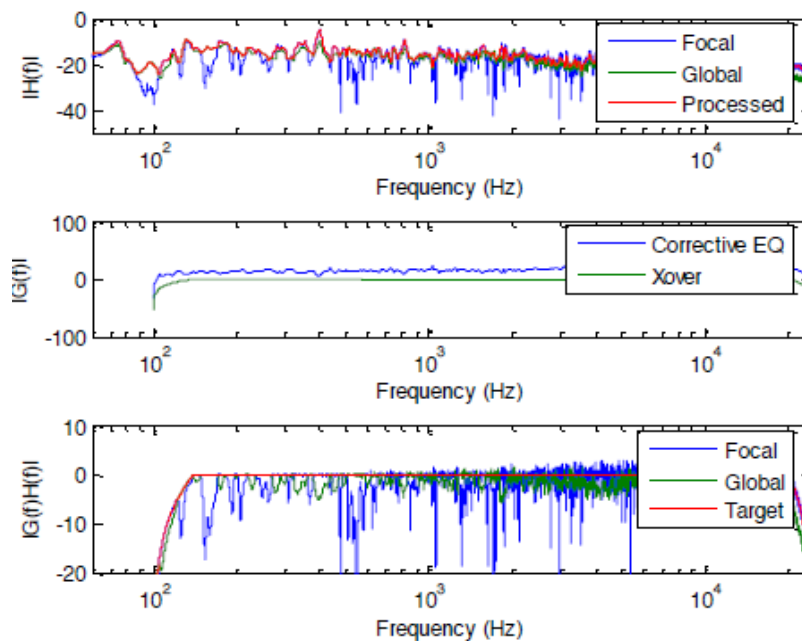 0
-20
-40
|H(f)|
Focal
Global
Processed
10^2
10^3
10^4
Frequency (Hz)
100
0
-100
|G(f)|
Corrective EQ
Xover
10^2
10^3
10^4
Frequency (Hz)
10
0
-10
-20
|G(f)H(f)|
Focal
Global
Target
10^2
10^3
10^4
Frequency (Hz)